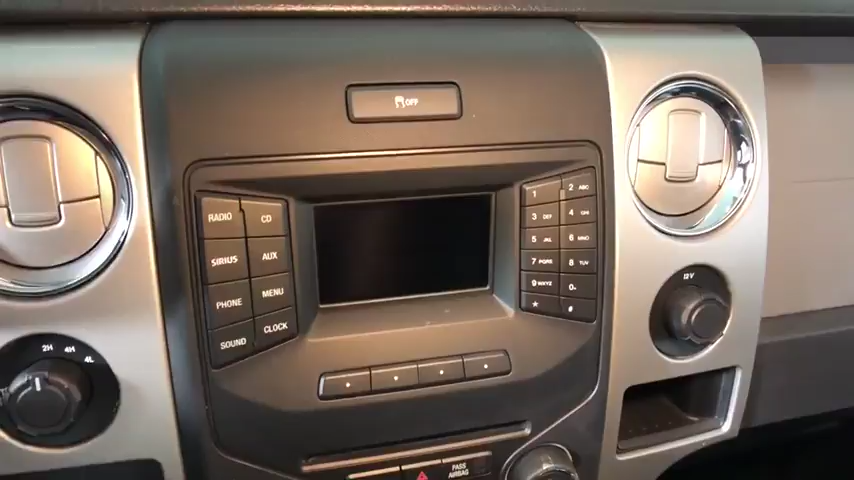 OFF
RADIO
CD
SIRIUS
AUX
PHONE
MENU
SOUND
CLOCK
1
2 ABC
3 DEF
4 GHI
5 JKL
6 MNO
7 PQRS
8 TUV
9 WXYZ
0
★
#
2H 4H 4L
12V
PASS
AIRBAG